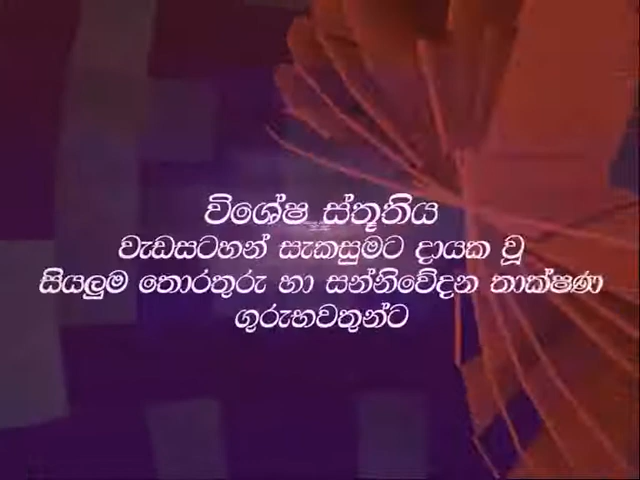 විශේෂ ස්තූතිය
වැඩසටහන් සැකසුමට දායක වූ
සියලුම තොරතුරු හා සන්නිවේදන තාක්ෂණ
ගුරුභවතුන්ට